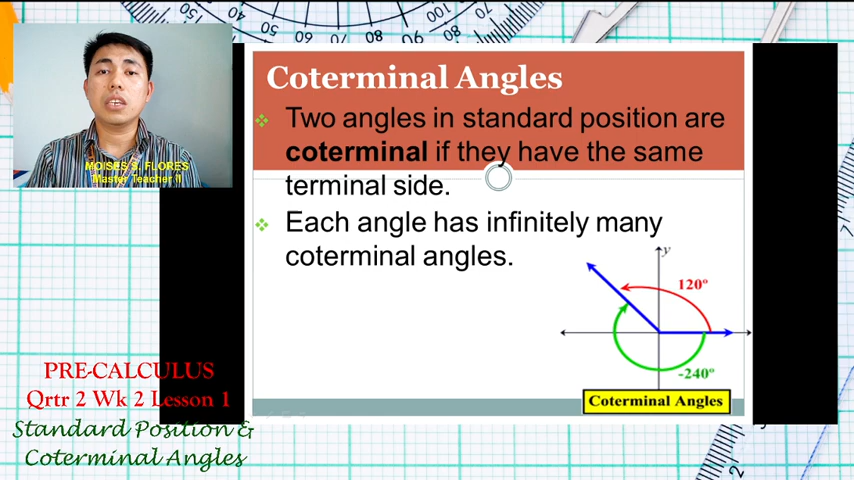 Coterminal Angles
Two angles in standard position are
coterminal if they have the same
terminal side.
Each angle has infinitely many
coterminal angles.
y
120°
-240°
Coterminal Angles
MOISES S. FLORES
Master Teacher II
PRE-CALCULUS
Qrtr 2 Wk 2 Lesson 1
Standard Position &
Coterminal Angles